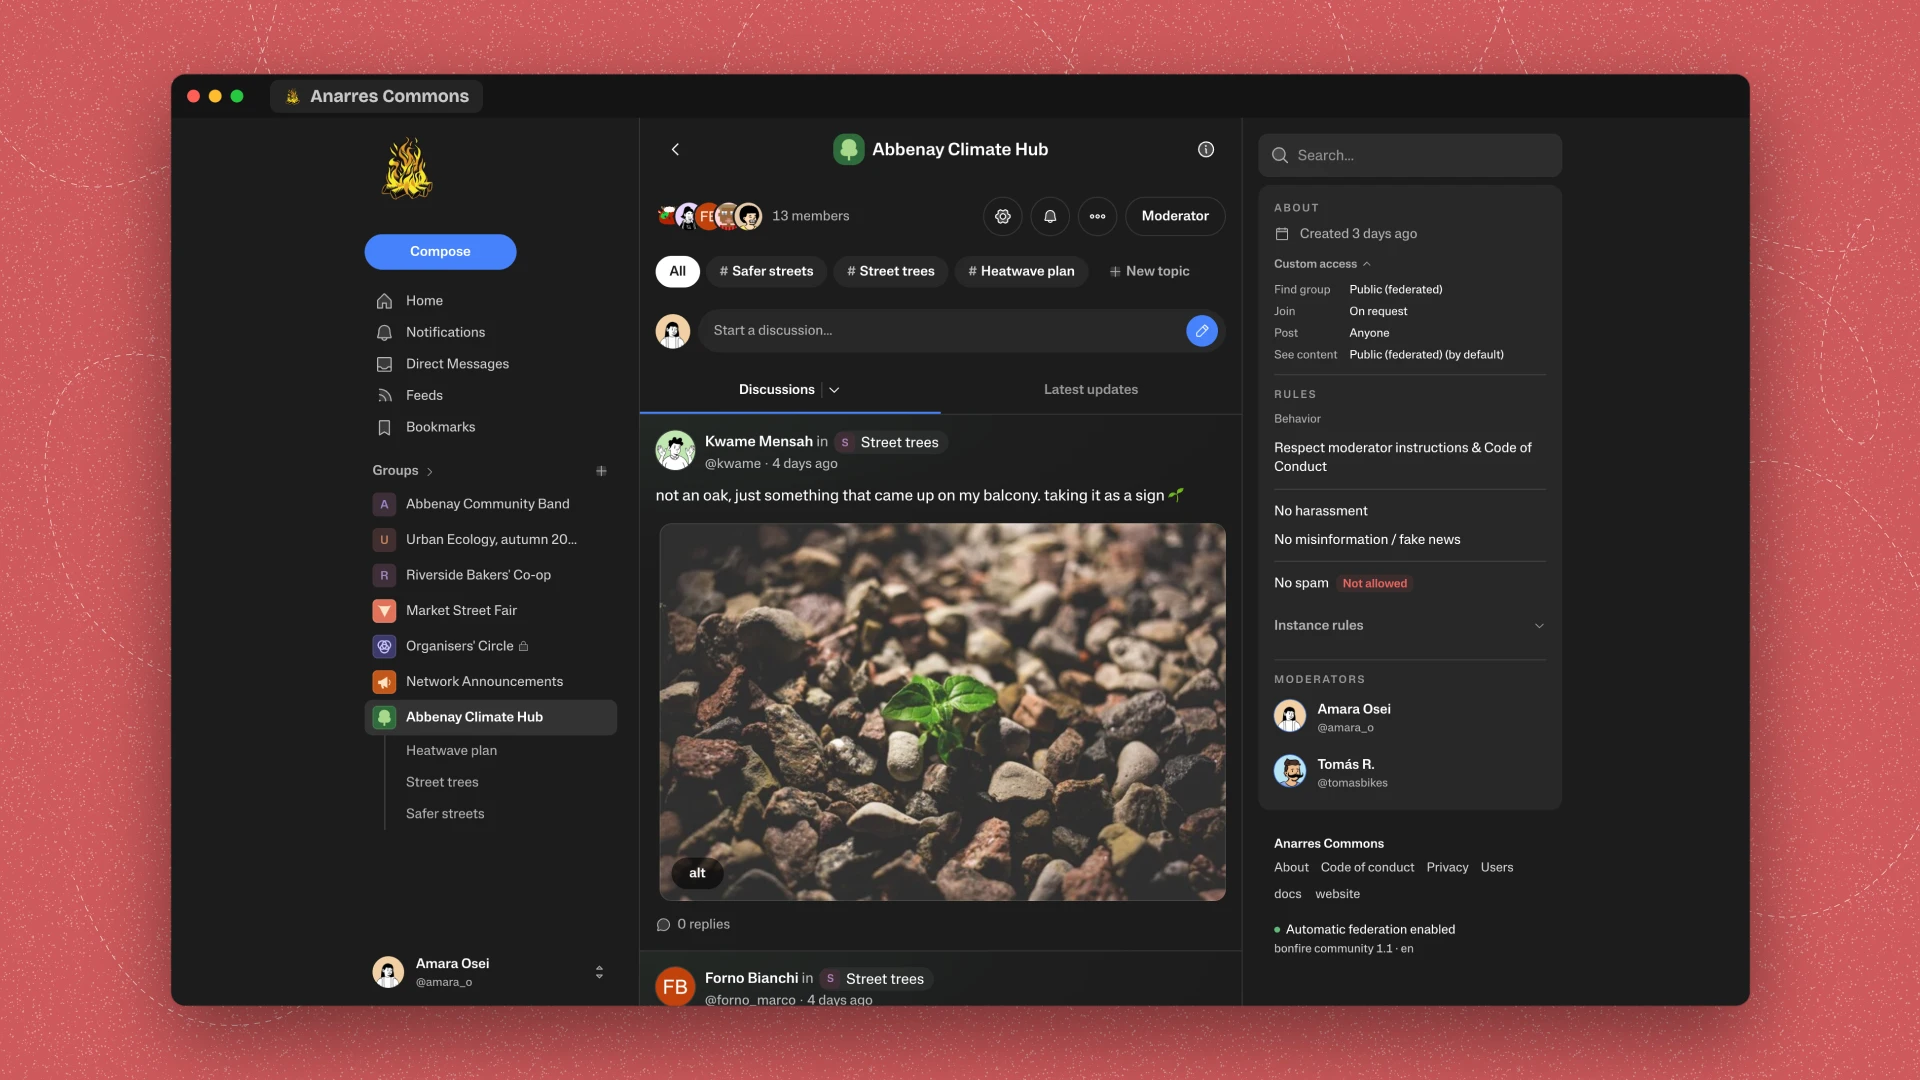 Anarres Commons
Compose
Home
Notifications
Direct Messages
Feeds
Bookmarks
Groups
A Abbenay Community Band
U Urban Ecology, autumn 20...
R Riverside Bakers' Co-op
Market Street Fair
Organisers' Circle
Network Announcements
Abbenay Climate Hub
Heatwave plan
Street trees
Safer streets
Amara Osei
@amara_o
Abbenay Climate Hub
FB 13 members
Moderator
All # Safer streets # Street trees # Heatwave plan + New topic
Start a discussion...
Discussions
Latest updates
Kwame Mensah in S Street trees
@kwame · 4 days ago
not an oak, just something that came up on my balcony. taking it as a sign
alt
0 replies
FB Forno Bianchi in S Street trees
@forno_marco · 4 days ago
Search...
ABOUT
Created 3 days ago
Custom access
Find group Public (federated)
Join On request
Post Anyone
See content Public (federated) (by default)
RULES
Behavior
Respect moderator instructions & Code of
Conduct
No harassment
No misinformation / fake news
No spam Not allowed
Instance rules
MODERATORS
Amara Osei
@amara_o
Tomás R.
@tomasbikes
Anarres Commons
About Code of conduct Privacy Users
docs website
Automatic federation enabled
bonfire community 1.1 · en